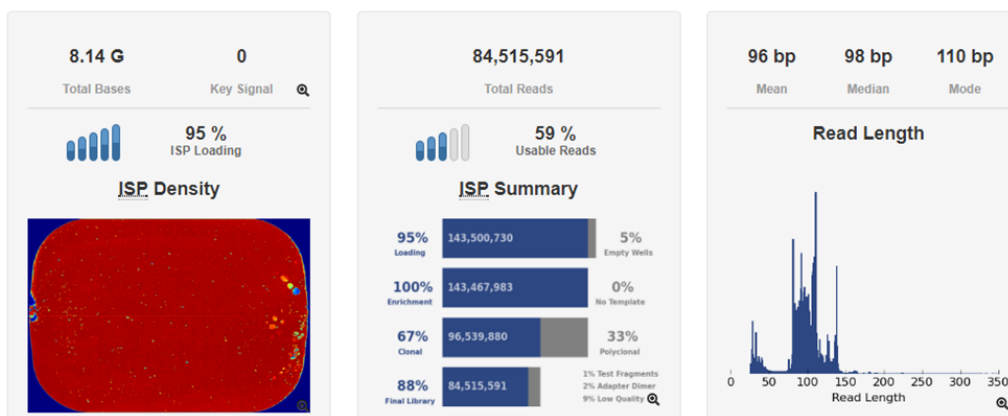 8.14 G
Total Bases
0
Key Signal
95 %
ISP Loading
ISP Density
84,515,591
Total Reads
59 %
Usable Reads
ISP Summary
95%
Loading
143,500,730
5%
Empty Wells
100%
Enrichment
143,467,983
0%
No Template
67%
Clonal
96,539,880
33%
Polyclonal
88%
Final Library
84,515,591
1% Test Fragments
2% Adapter Dimer
9% Low Quality
96 bp
Mean
98 bp
Median
110 bp
Mode
Read Length
0 50 100 150 200 250 300 350
Read Length